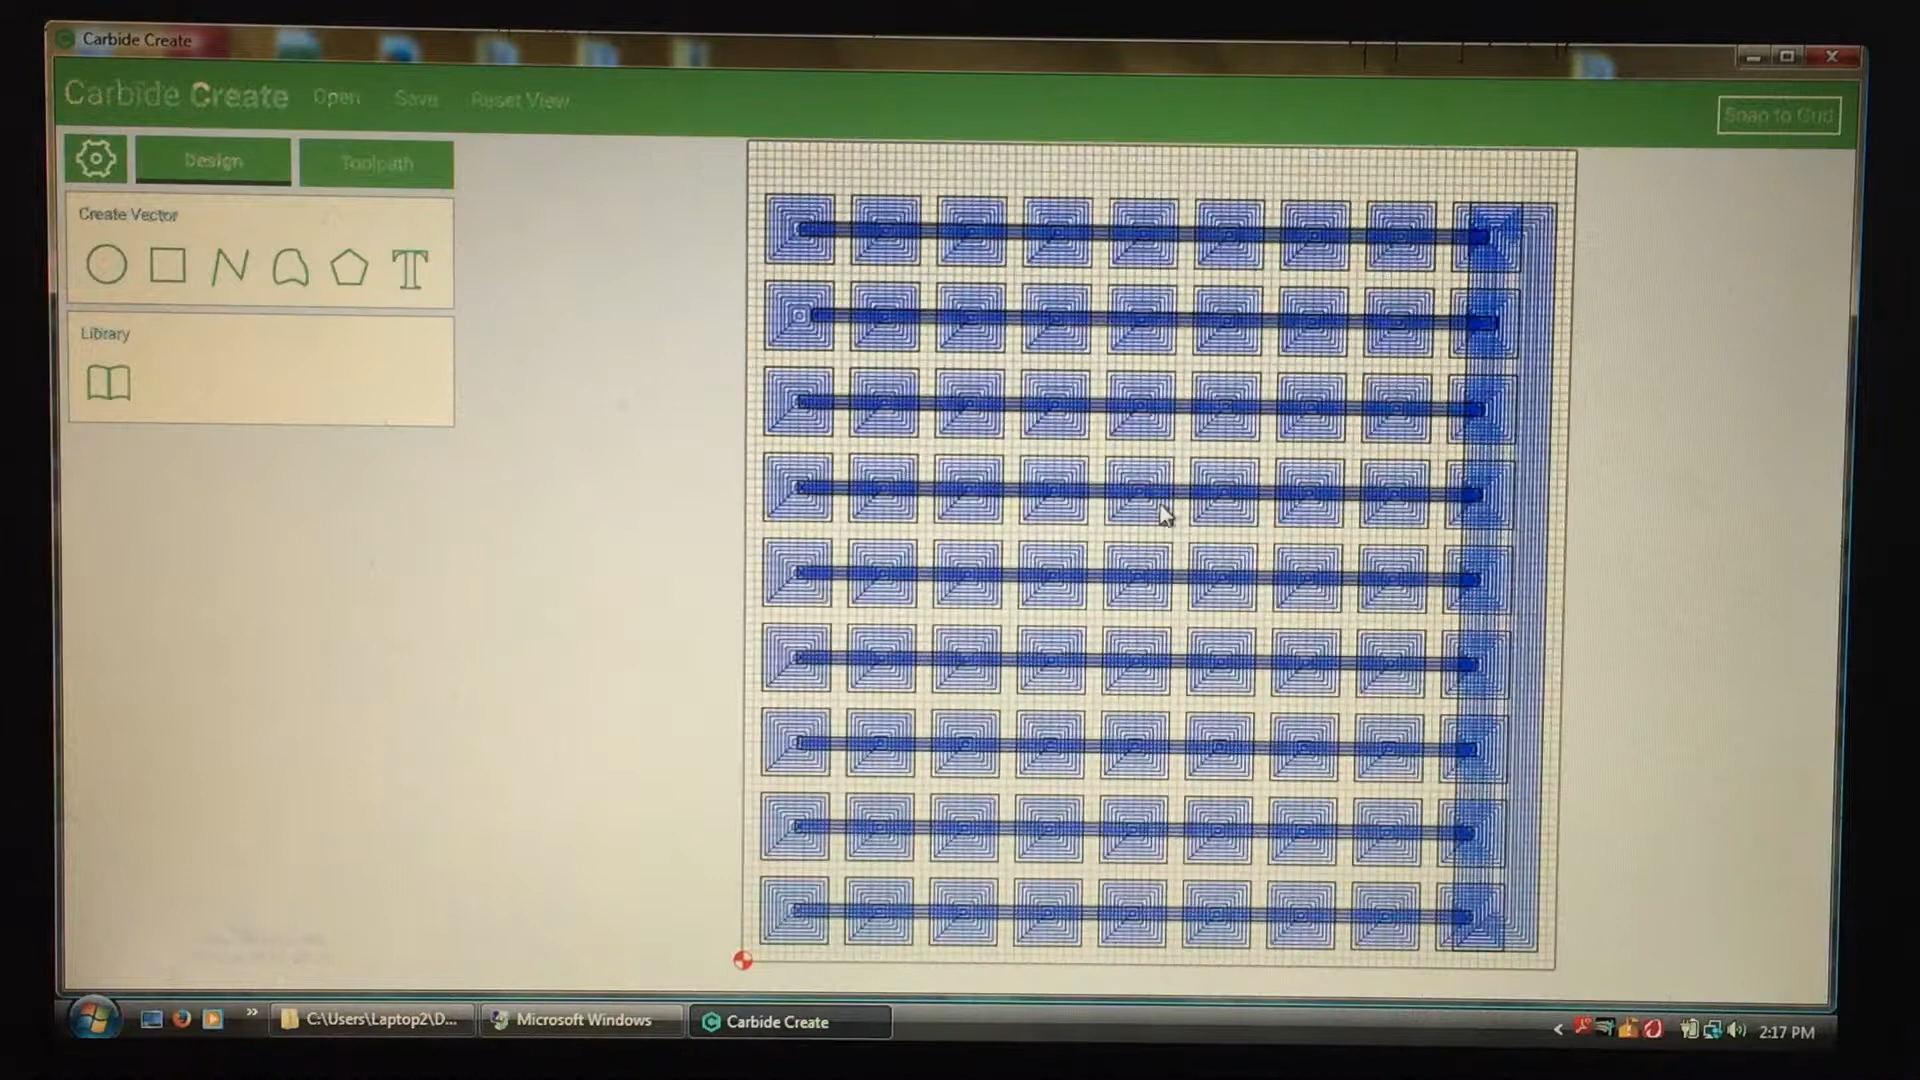 Carbide Create
Carbide Create Open Save Reset View
Snap to Grid
Design Toolpath
Create Vector
Library
C:\Users\Laptop2\D... Microsoft Windows Carbide Create
2:17 PM